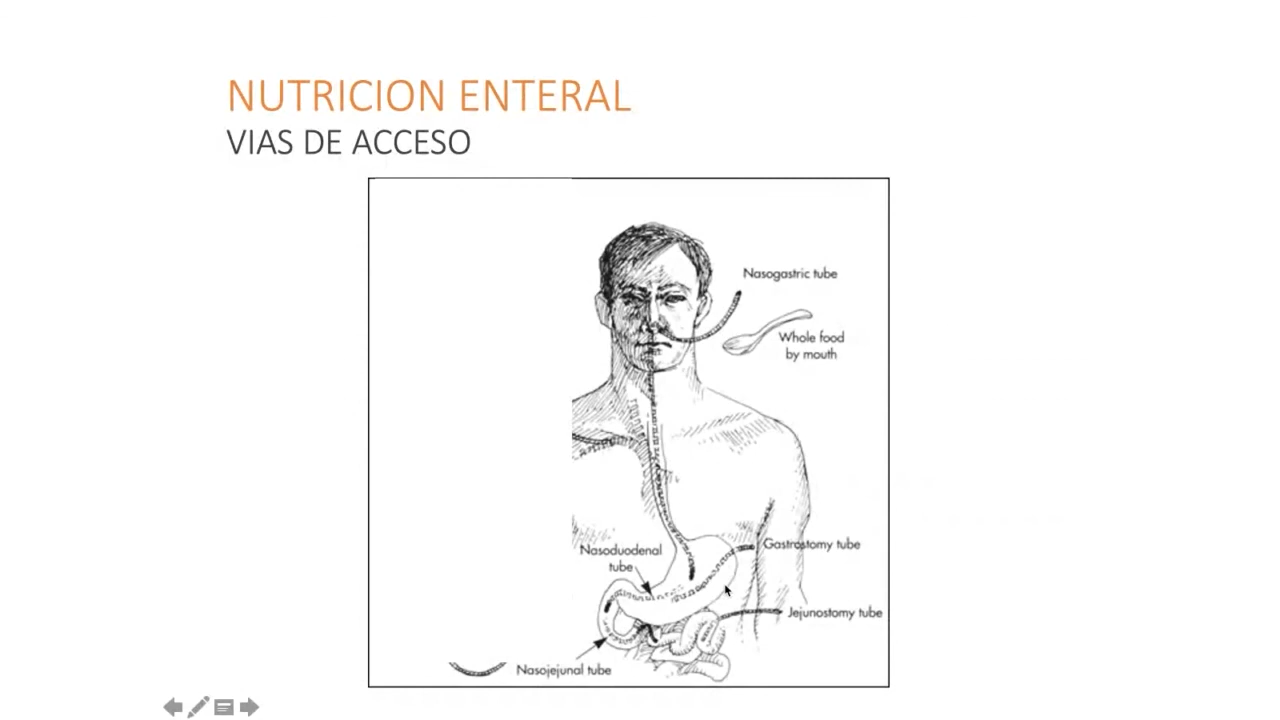 NUTRICION ENTERAL
VIAS DE ACCESO
Nasogastric tube
Whole food
by mouth
Nasoduodenal
tube
Gastrostomy tube
Jejunostomy tube
Nasojejunal tube